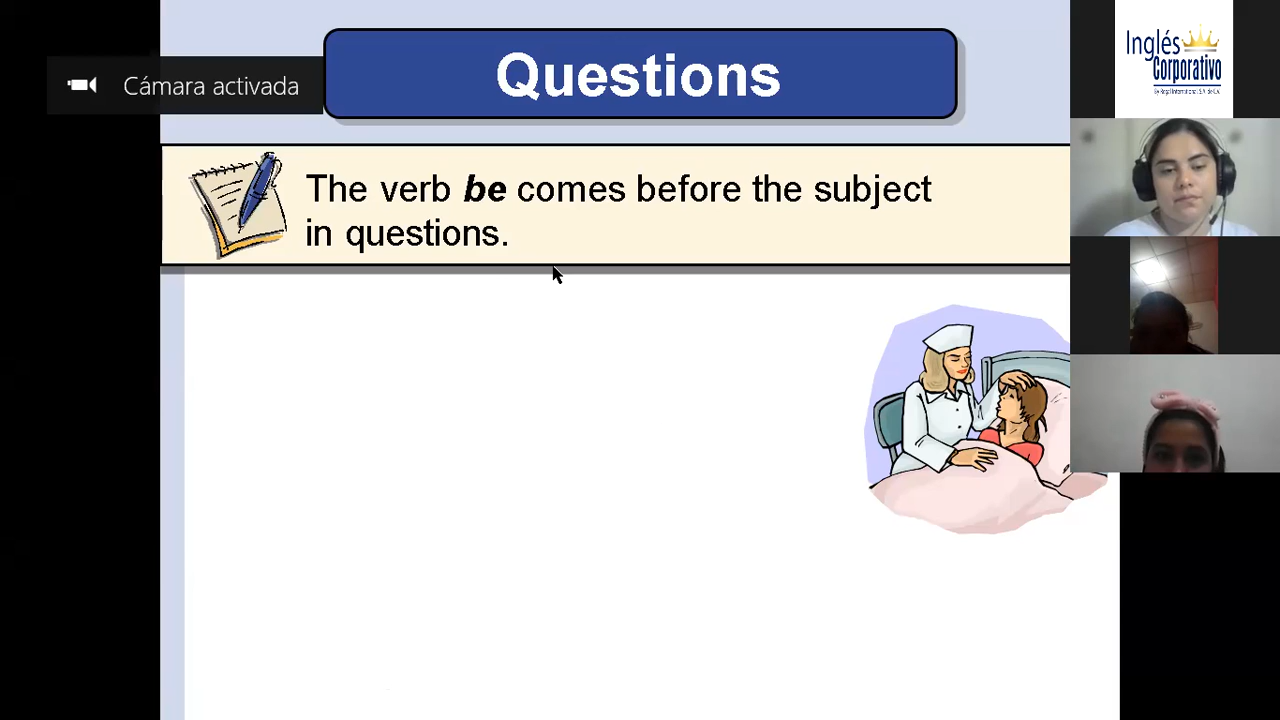 Questions
Cámara activada
The verb be comes before the subject
in questions.
Inglés
Corporativo